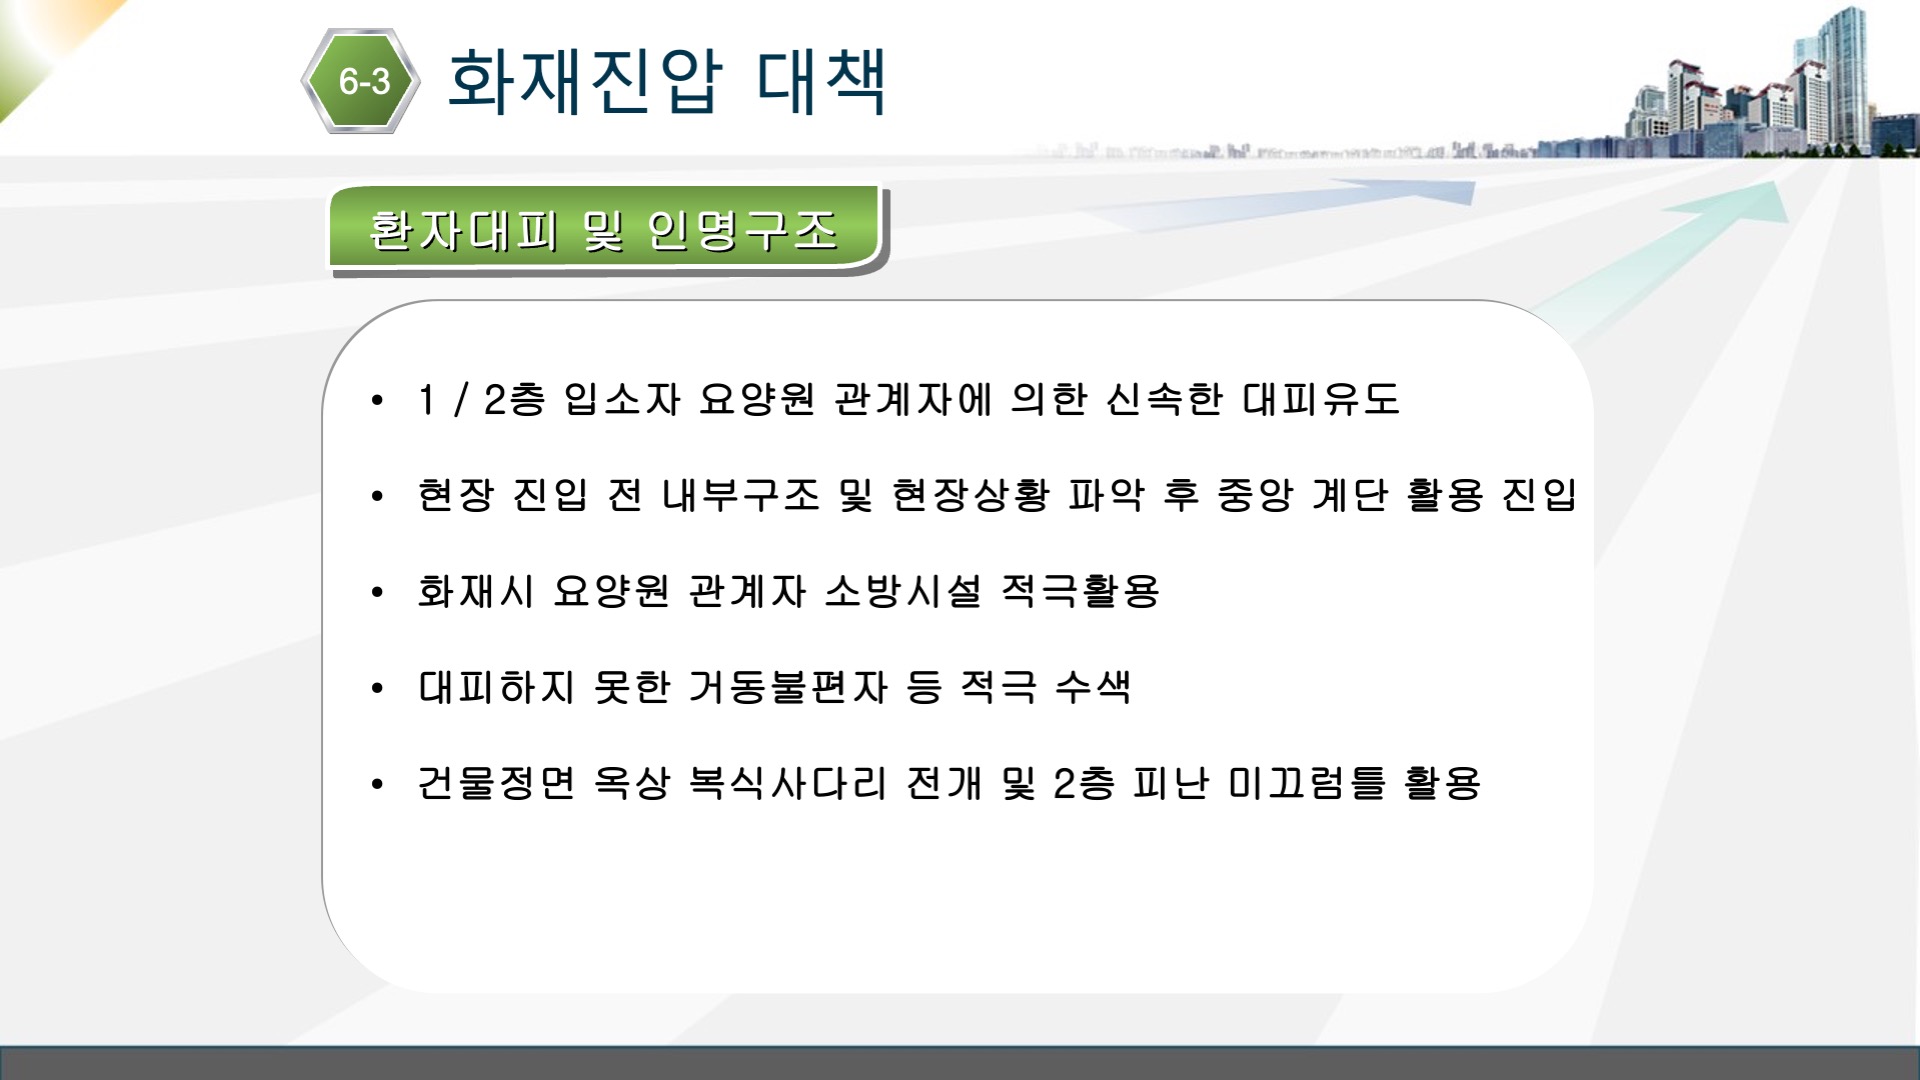 6-3 화재진압 대책
환자대피 및 인명구조
• 1 / 2층 입소자 요양원 관계자에 의한 신속한 대피유도
• 현장 진입 전 내부구조 및 현장상황 파악 후 중앙 계단 활용 진입
• 화재시 요양원 관계자 소방시설 적극활용
• 대피하지 못한 거동불편자 등 적극 수색
• 건물정면 옥상 복식사다리 전개 및 2층 피난 미끄럼틀 활용